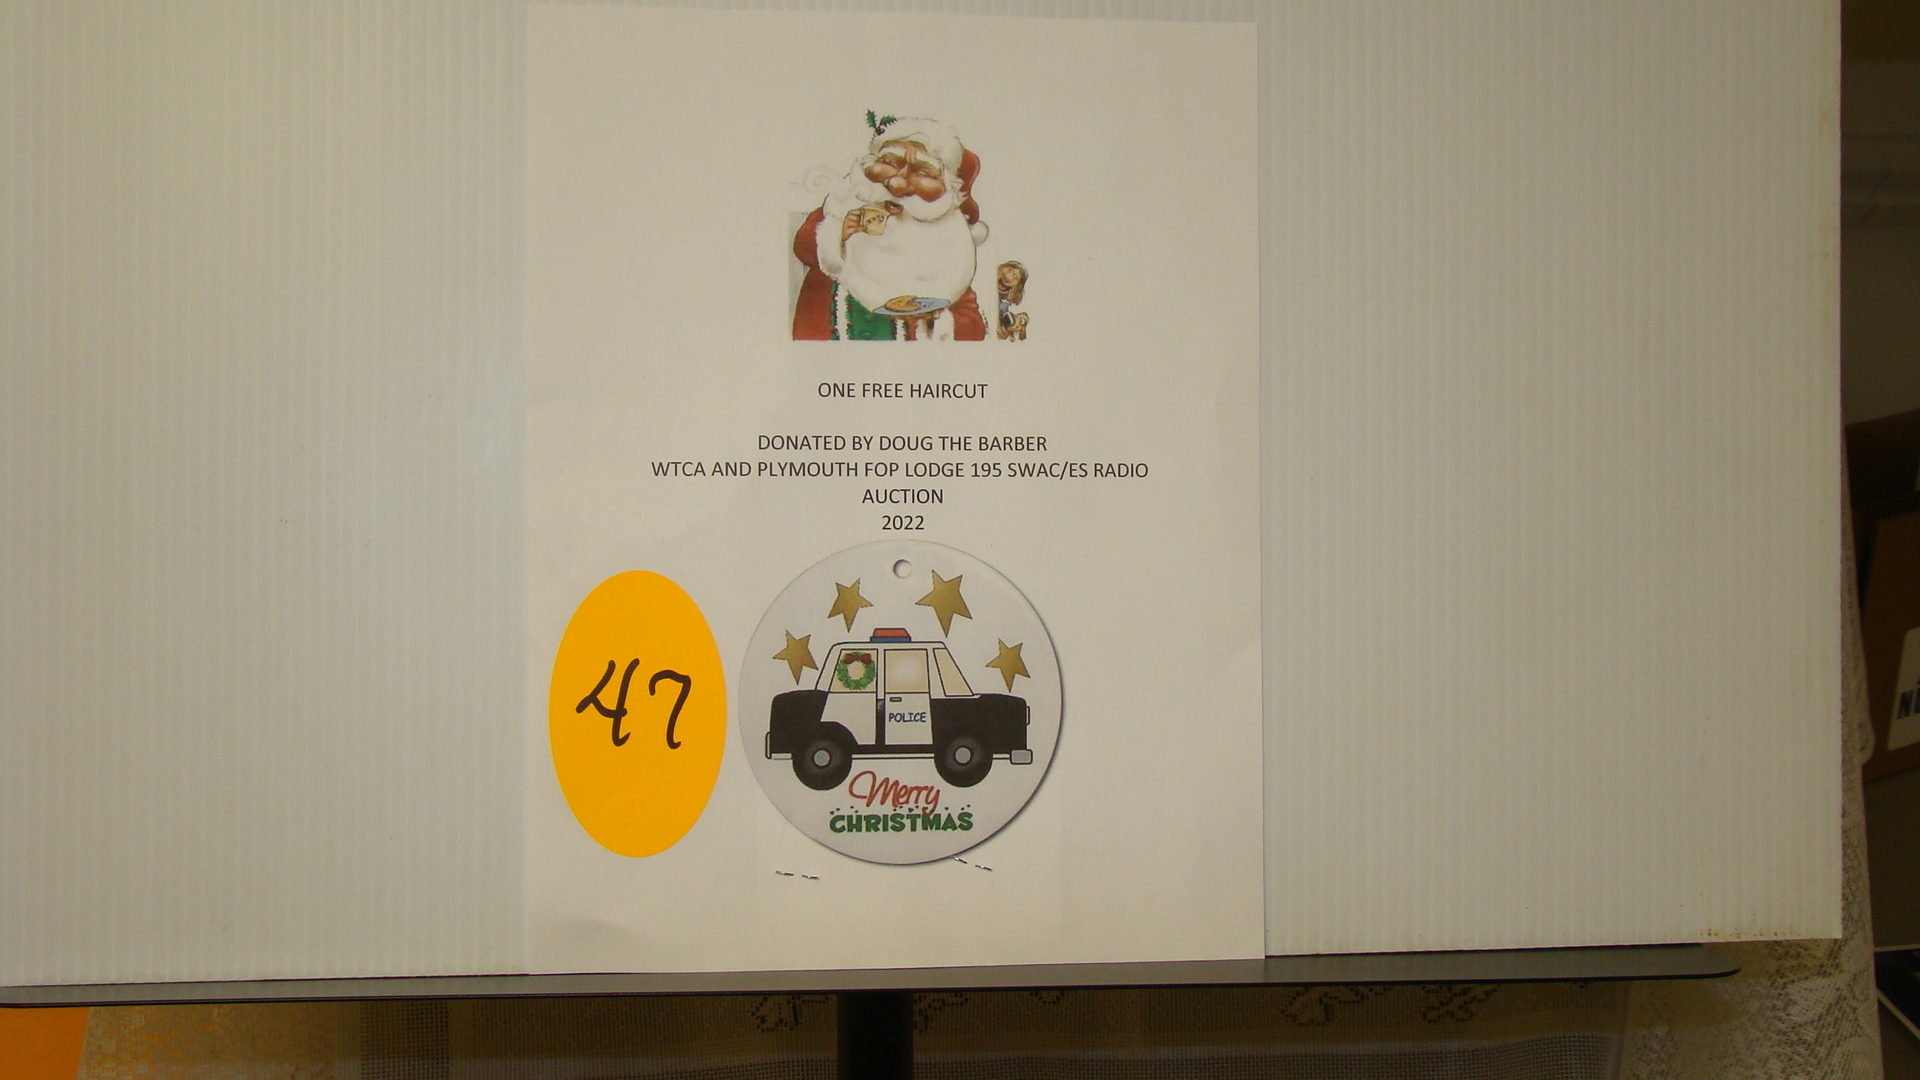 ONE FREE HAIRCUT
DONATED BY DOUG THE BARBER
WTCA AND PLYMOUTH FOP LODGE 195 SWAC/ES RADIO
AUCTION
2022
47
POLICE
Merry
CHRISTMAS